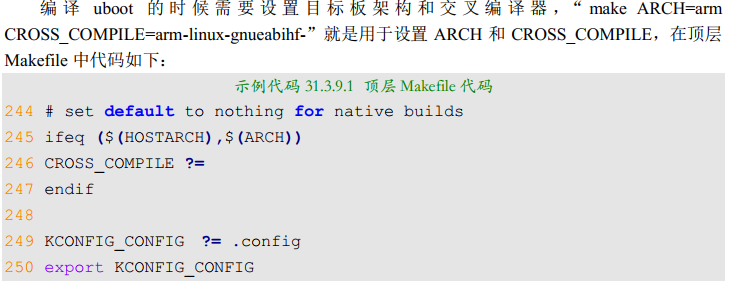 编译 uboot 的时候需要设置目标板架构和交叉编译器，“make ARCH=arm
CROSS_COMPILE=arm-linux-gnueabihf-”就是用于设置 ARCH 和 CROSS_COMPILE，在顶层
Makefile 中代码如下：
示例代码 31.3.9.1 顶层 Makefile 代码
244 # set default to nothing for native builds
245 ifeq ($(HOSTARCH),$(ARCH))
246 CROSS_COMPILE ?=
247 endif
248
249 KCONFIG_CONFIG ?= .config
250 export KCONFIG_CONFIG